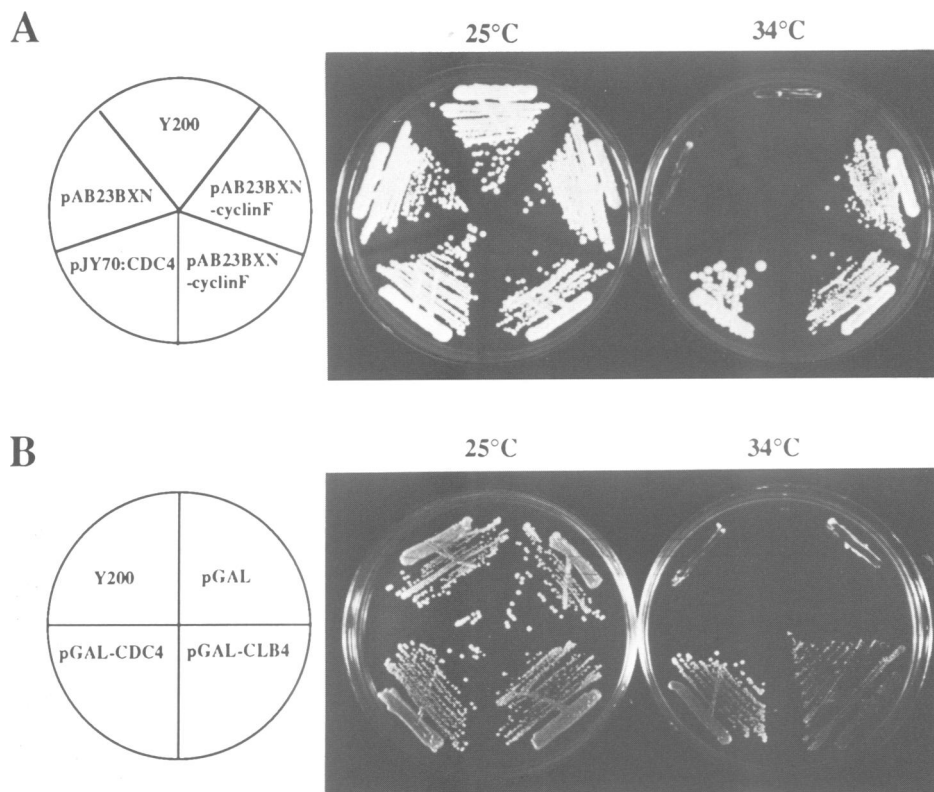 A
25°C
34°C
Y200
pAB23BXN
pAB23BXN
-cyclinF
pJY70:CDC4
pAB23BXN
-cyclinF
B
25°C
34°C
Y200
pGAL
pGAL-CDC4
pGAL-CLB4